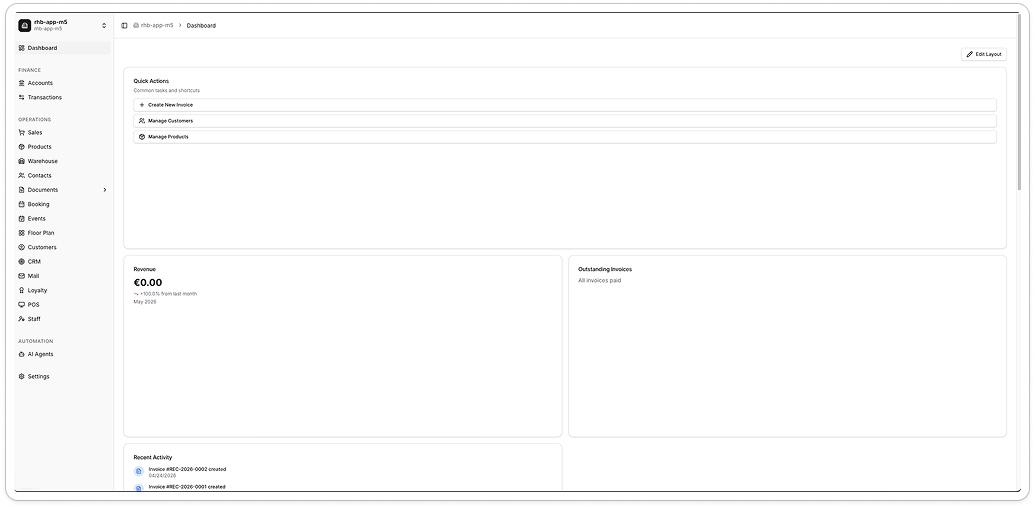 rhb-app-m5
rhb-app-m5
Dashboard
FINANCE
Accounts
Transactions
OPERATIONS
Sales
Products
Warehouse
Contacts
Documents
Booking
Events
Floor Plan
Customers
CRM
Mail
Loyalty
POS
Staff
AUTOMATION
AI Agents
Settings
rhb-app-m5 > Dashboard
Edit Layout
Quick Actions
Common tasks and shortcuts
+ Create New Invoice
Manage Customers
Manage Products
Revenue
€0.00
+100.0% from last month
May 2026
Outstanding Invoices
All invoices paid
Recent Activity
Invoice #REC-2026-0002 created
04/24/2026
Invoice #REC-2026-0001 created